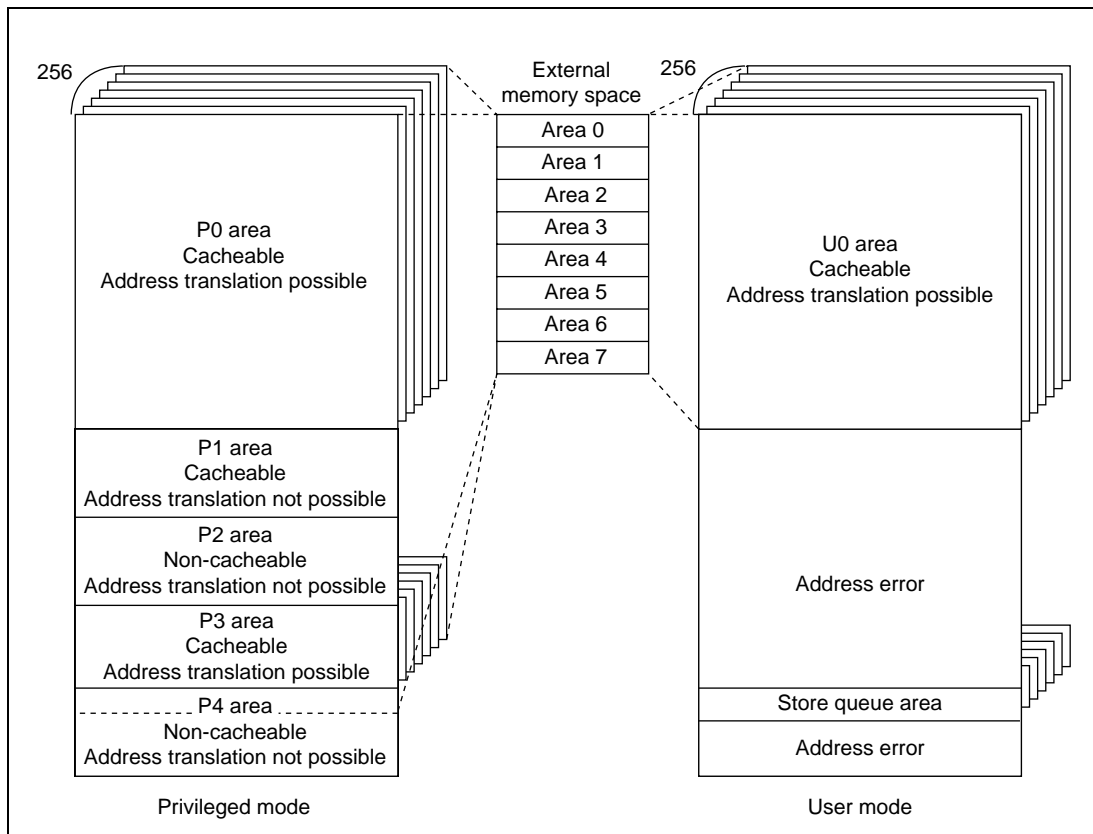 256
P0 area
Cacheable
Address translation possible
P1 area
Cacheable
Address translation not possible
P2 area
Non-cacheable
Address translation not possible
P3 area
Cacheable
Address translation possible
P4 area
Non-cacheable
Address translation not possible
Privileged mode
External
memory space
Area 0
Area 1
Area 2
Area 3
Area 4
Area 5
Area 6
Area 7
256
U0 area
Cacheable
Address translation possible
Address error
Store queue area
Address error
User mode